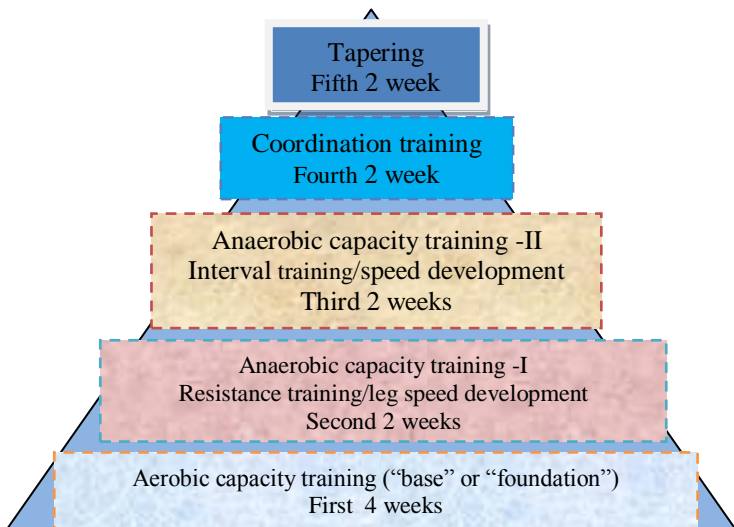 Tapering
Fifth 2 week
Coordination training
Fourth 2 week
Anaerobic capacity training -II
Interval training/speed development
Third 2 weeks
Anaerobic capacity training -I
Resistance training/leg speed development
Second 2 weeks
Aerobic capacity training (“base” or “foundation”)
First 4 weeks